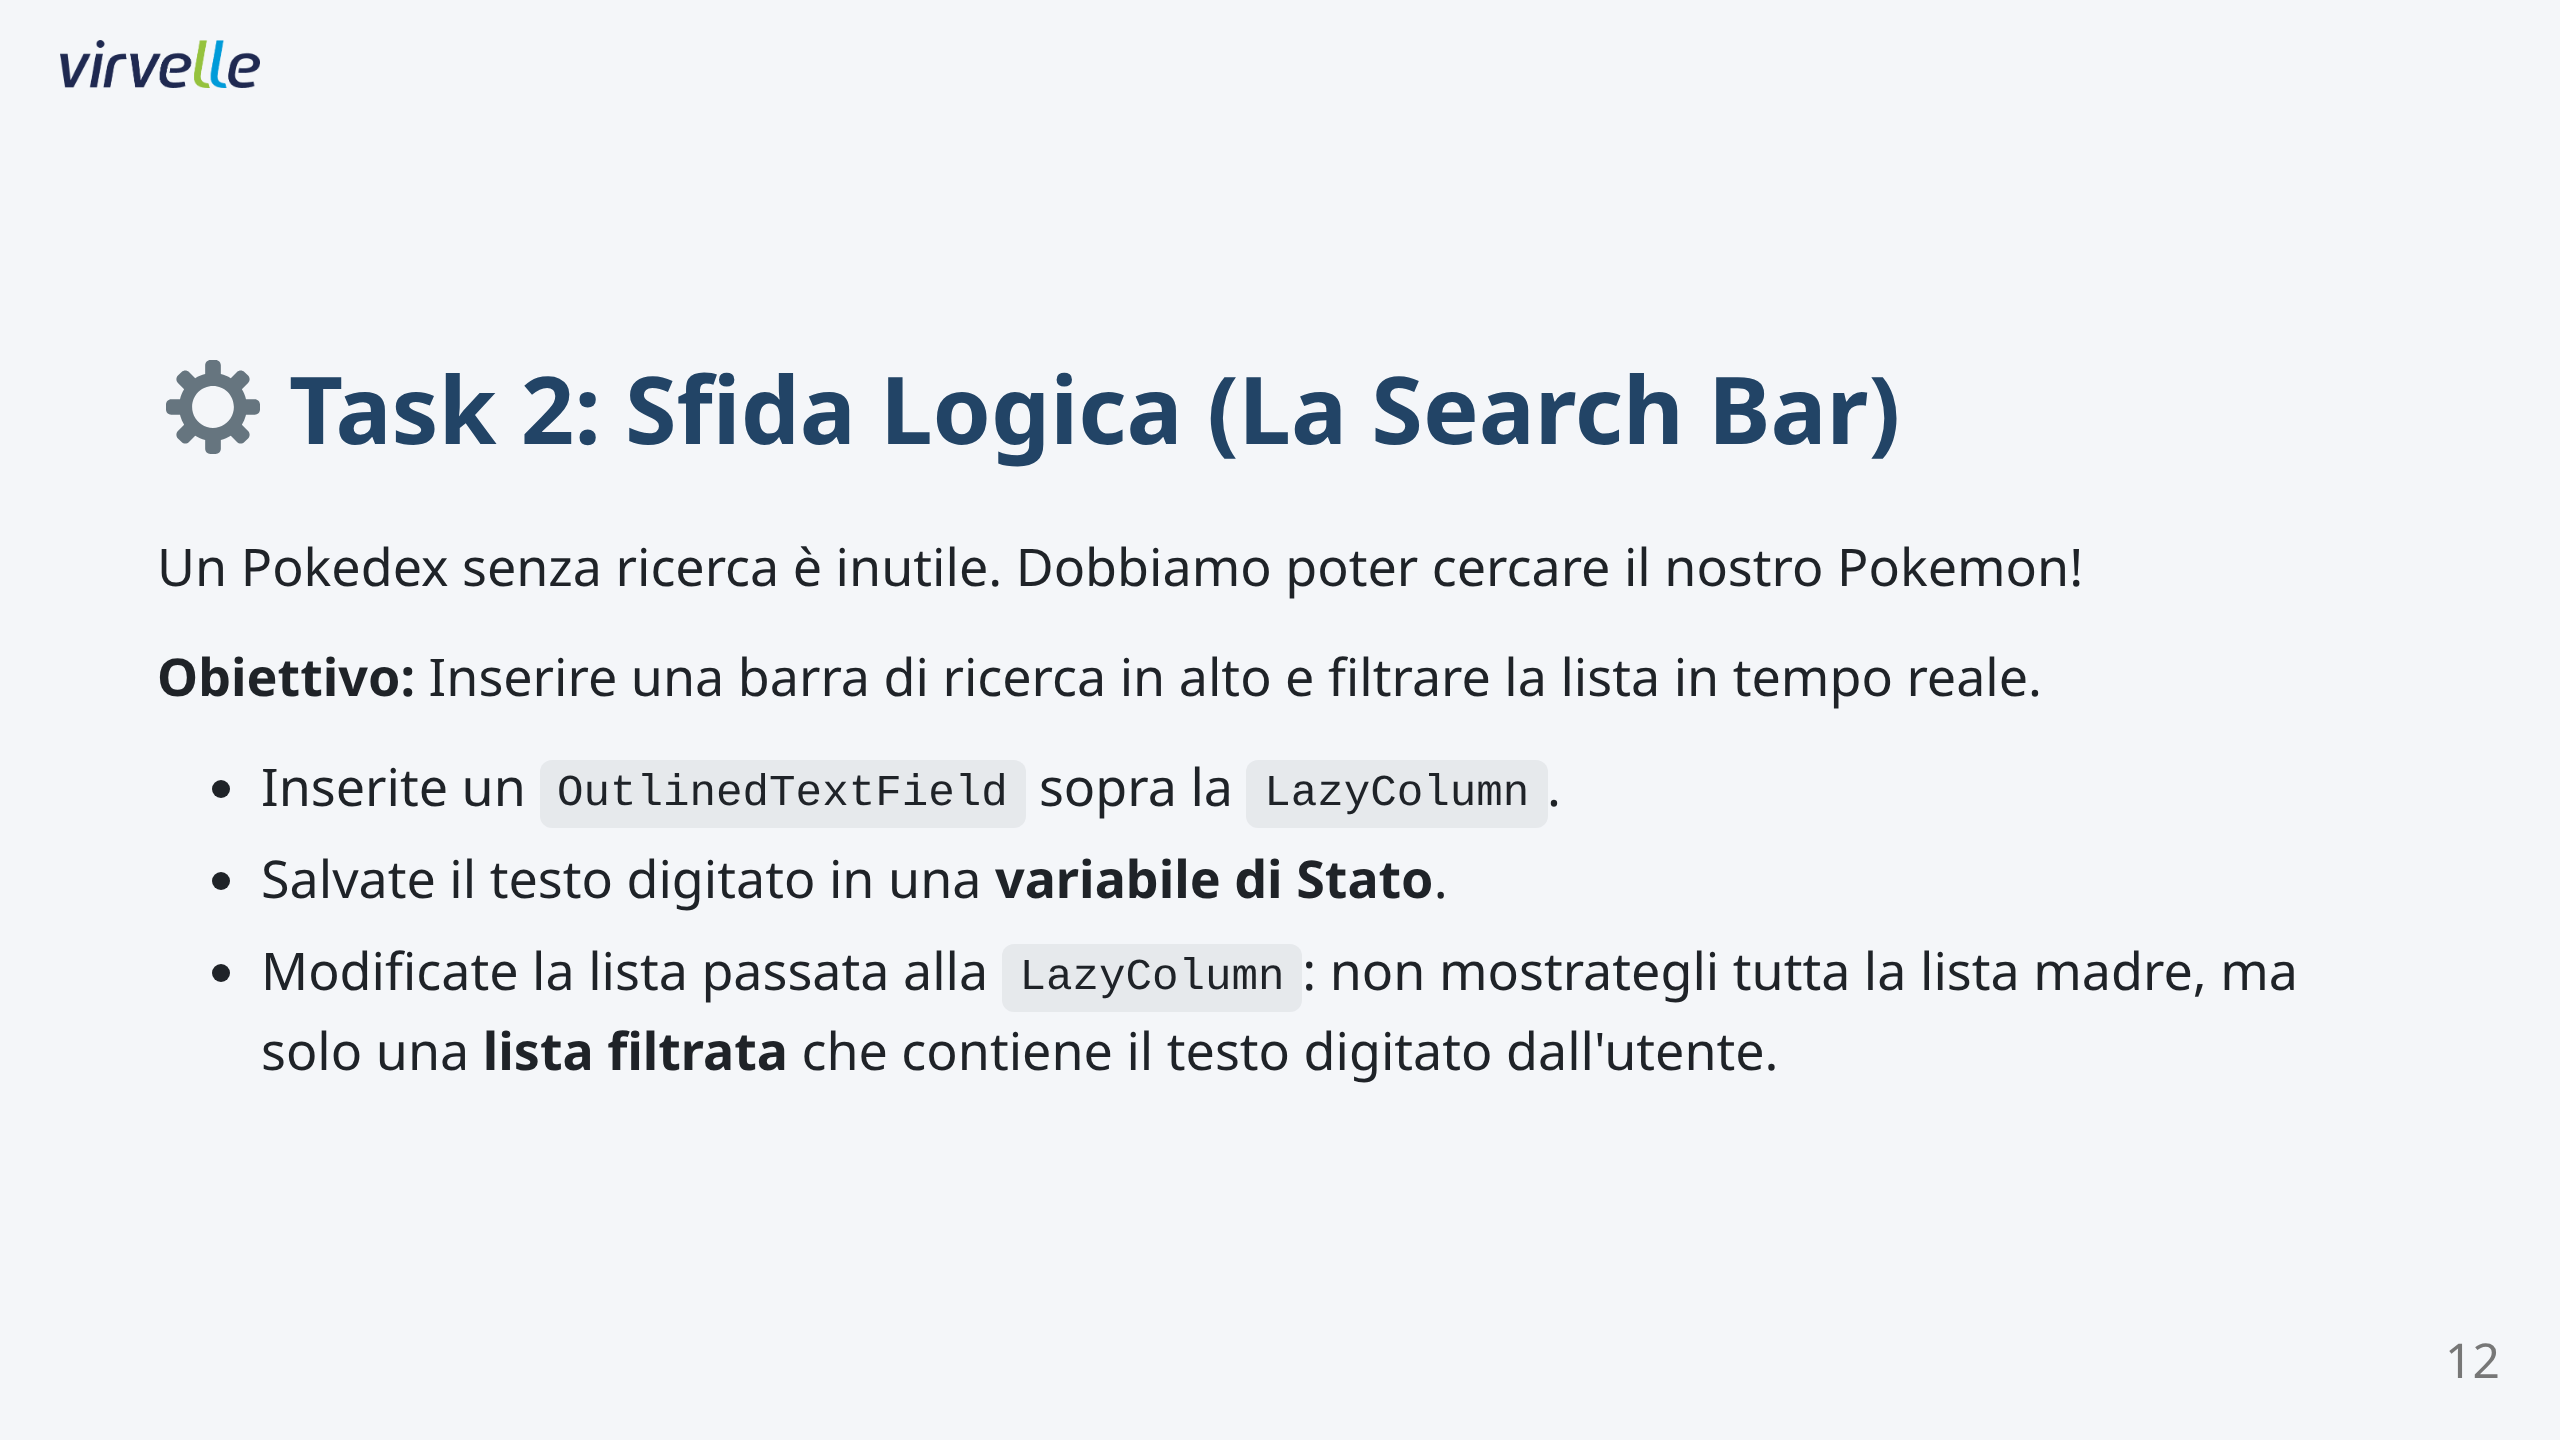 virvelle
Task 2: Sfida Logica (La Search Bar)
Un Pokedex senza ricerca è inutile. Dobbiamo poter cercare il nostro Pokemon!
Obiettivo: Inserire una barra di ricerca in alto e filtrare la lista in tempo reale.
• Inserite un OutlinedTextField sopra la LazyColumn.
• Salvate il testo digitato in una variabile di Stato.
• Modificate la lista passata alla LazyColumn: non mostrategli tutta la lista madre, ma
solo una lista filtrata che contiene il testo digitato dall'utente.
12